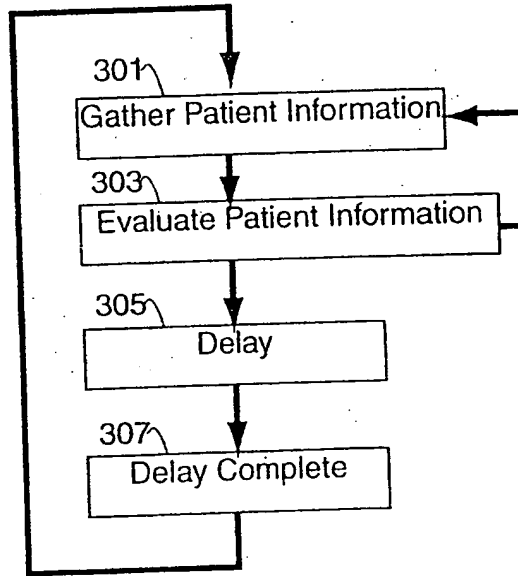 301
Gather Patient Information
303
Evaluate Patient Information
305
Delay
307
Delay Complete